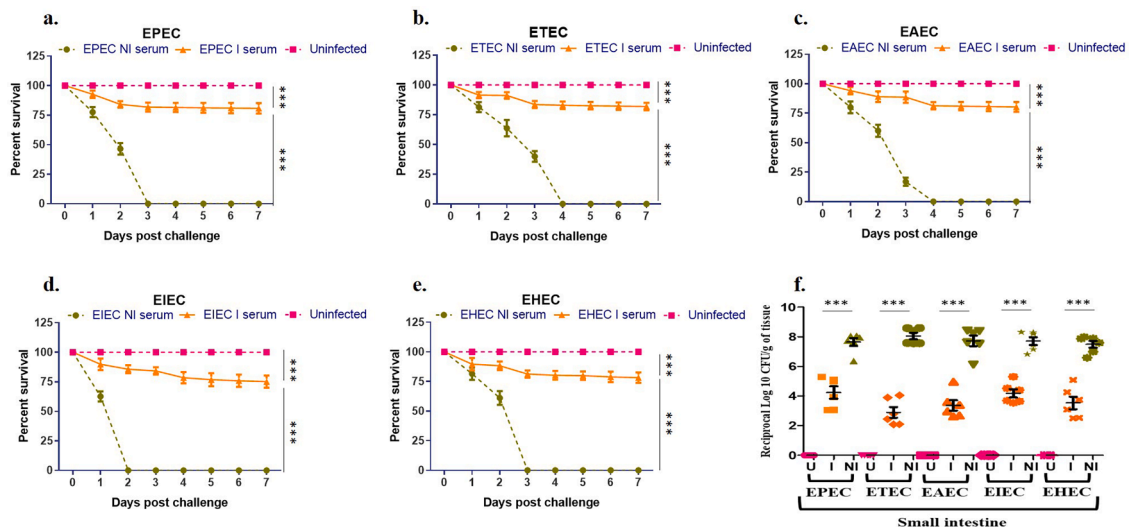 a.
EPEC
EPEC NI serum EPEC I serum Uninfected
125
100
75
50
25
0
Percent survival
***
***
0 1 2 3 4 5 6 7
Days post challenge
b.
ETEC
ETEC NI serum ETEC I serum Uninfected
125
100
75
50
25
0
Percent survival
***
***
0 1 2 3 4 5 6 7
Days post challenge
c.
EAEC
EAEC NI serum EAEC I serum Uninfected
125
100
75
50
25
0
Percent survival
***
***
0 1 2 3 4 5 6 7
Days post challenge
d.
EIEC
EIEC NI serum EIEC I serum Uninfected
125
100
75
50
25
0
Percent survival
***
***
0 1 2 3 4 5 6 7
Days post challenge
e.
EHEC
EHEC NI serum EHEC I serum Uninfected
125
100
75
50
25
0
Percent survival
***
***
0 1 2 3 4 5 6 7
Days post challenge
f.
*** *** *** *** ***
10
8
6
4
2
0
Reciprocal Log 10 CFU/g of tissue
U I NI U I NI U I NI U I NI U I NI
EPEC ETEC EAEC EIEC EHEC
Small intestine